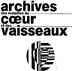 archives
des maladies du
cœur
et des
vaisseaux